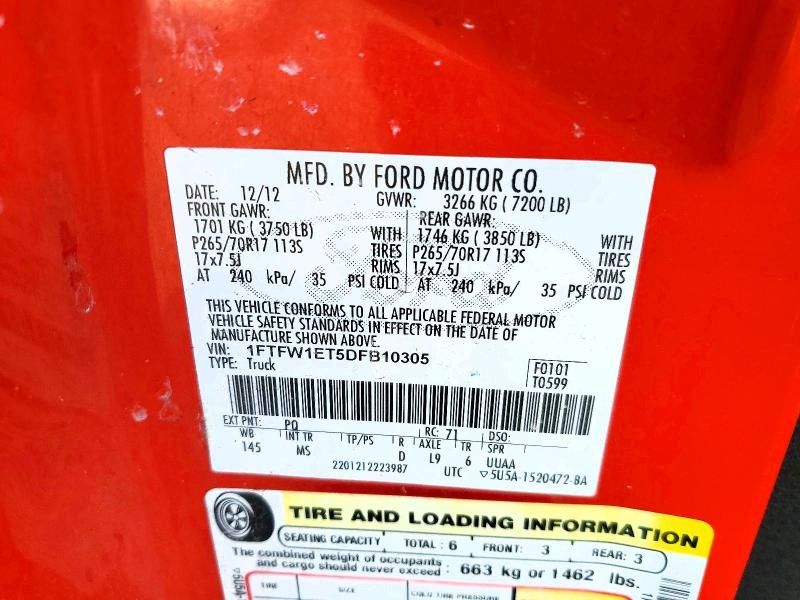 MFD. BY FORD MOTOR CO.
DATE: 12/12 GVWR: 3266 KG ( 7200 LB)
FRONT GAWR: REAR GAWR:
1701 KG ( 3750 LB) WITH 1746 KG ( 3850 LB) WITH
P265/70R17 113S TIRES P265/70R17 113S TIRES
17x7.5J RIMS 17x7.5J RIMS
AT 240 kPa/ 35 PSI COLD AT 240 kPa/ 35 PSI COLD
THIS VEHICLE CONFORMS TO ALL APPLICABLE FEDERAL MOTOR
VEHICLE SAFETY STANDARDS IN EFFECT ON THE DATE OF
MANUFACTURE SHOWN ABOVE.
VIN: 1FTFW1ET5DFB10305 F0101
TYPE: Truck T0599
EXT PNT: PQ RC: 71 DSO:
WB INT TR TP/PS R AXLE TR SPR
145 MS D L9 6 UUAA
2201212223987 UTC ▽5U5A-1520472-BA
TIRE AND LOADING INFORMATION
SEATING CAPACITY TOTAL : 6 FRONT: 3 REAR: 3
The combined weight of occupants
and cargo should never exceed : 663 kg or 1462 lbs.
TIRE SIZE COLD TIRE PRESSURE